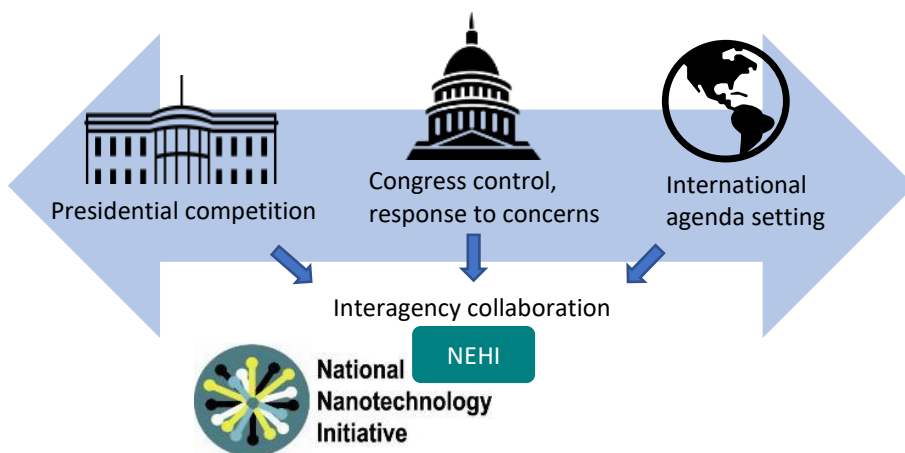 Presidential competition
Congress control,
response to concerns
International
agenda setting
Interagency collaboration
NEHI
National
Nanotechnology
Initiative